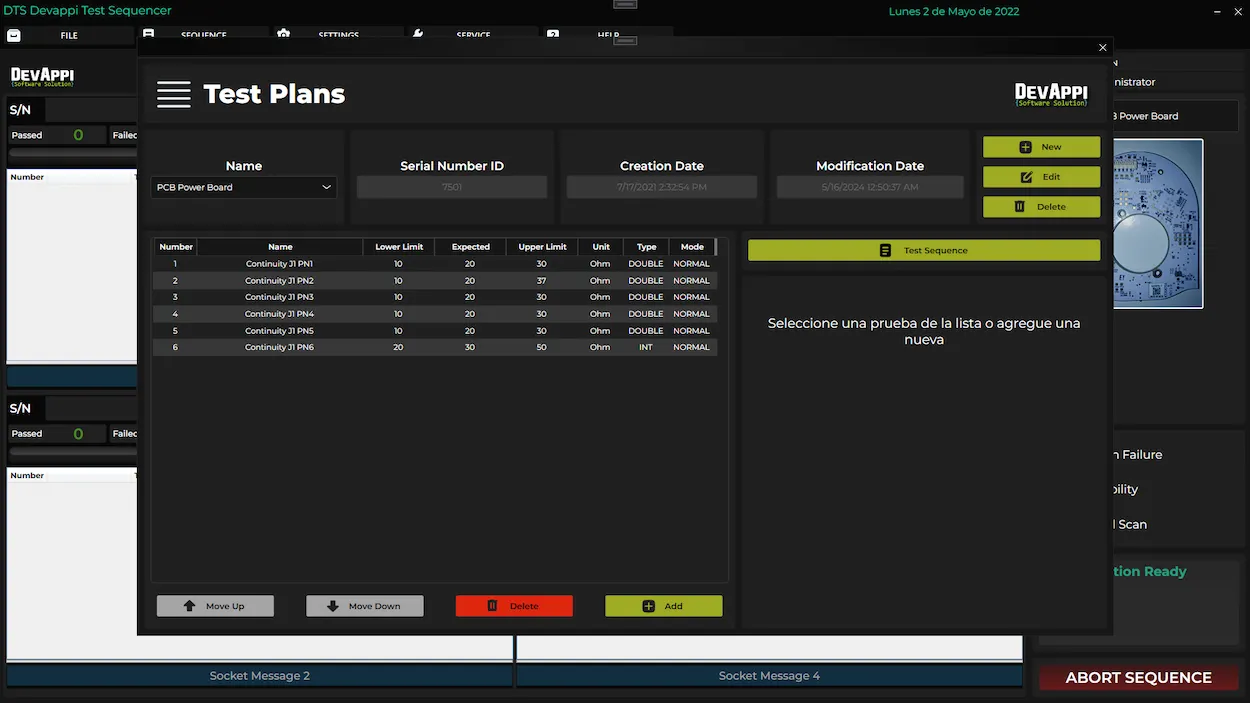 DTS Devappi Test Sequencer
Lunes 2 de Mayo de 2022
FILE
SEQUENCE
SETTINGS
SERVICE
HELP
DEVAPPI
{Software Solution}
S/N
Passed 0 Failed
Number
Test Plans
DEVAPPI
{Software Solution}
Name
PCB Power Board
Serial Number ID
7501
Creation Date
7/17/2021 2:32:54 PM
Modification Date
5/16/2024 12:50:37 AM
New
Edit
Delete
Number Name Lower Limit Expected Upper Limit Unit Type Mode
1 Continuity J1 PN1 10 20 30 Ohm DOUBLE NORMAL
2 Continuity J1 PN2 10 20 37 Ohm DOUBLE NORMAL
3 Continuity J1 PN3 10 20 30 Ohm DOUBLE NORMAL
4 Continuity J1 PN4 10 20 30 Ohm DOUBLE NORMAL
5 Continuity J1 PN5 10 20 30 Ohm DOUBLE NORMAL
6 Continuity J1 PN6 20 30 50 Ohm INT NORMAL
Test Sequence
Seleccione una prueba de la lista o agregue una
nueva
Move Up
Move Down
Delete
Add
nistrator
Power Board
S/N
Passed 0 Failed
Number
n Failure
bility
Scan
tion Ready
Socket Message 2
Socket Message 4
ABORT SEQUENCE